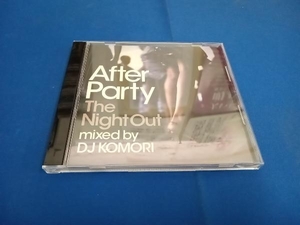 After
Party
The
Night Out
mixed by
DJ KOMORI